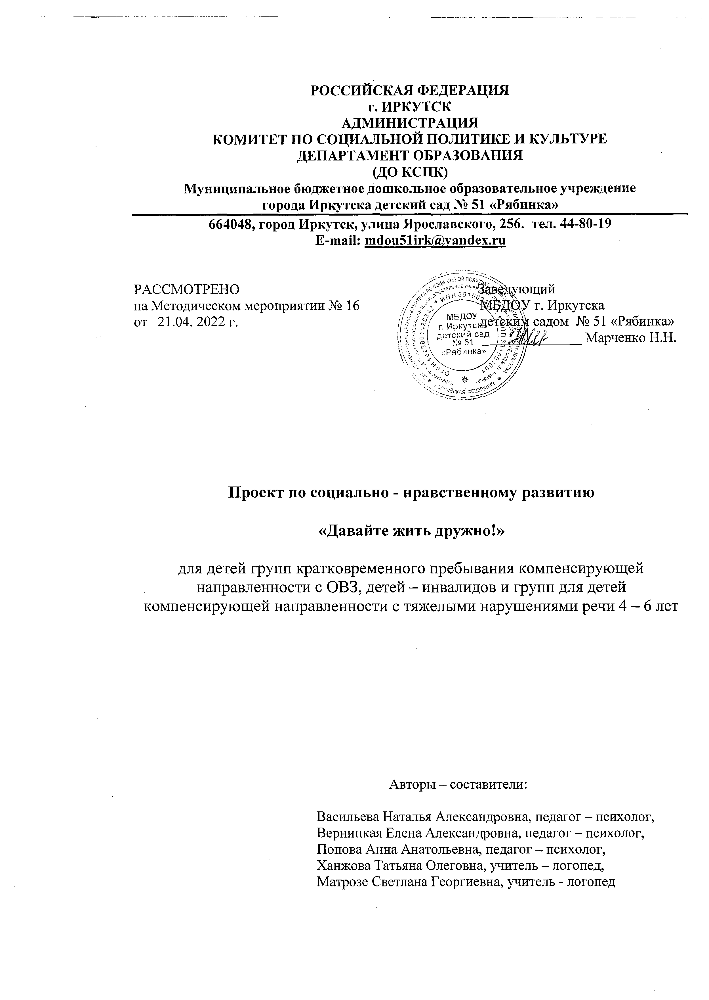 РОССИЙСКАЯ ФЕДЕРАЦИЯ
г. ИРКУТСК
АДМИНИСТРАЦИЯ
КОМИТЕТ ПО СОЦИАЛЬНОЙ ПОЛИТИКЕ И КУЛЬТУРЕ
ДЕПАРТАМЕНТ ОБРАЗОВАНИЯ
(ДО КСПК)
Муниципальное бюджетное дошкольное образовательное учреждение
города Иркутска детский сад № 51 «Рябинка»
664048, город Иркутск, улица Ярославского, 256. тел. 44-80-19
E-mail: mdou51irk@yandex.ru
РАССМОТРЕНО
на Методическом мероприятии № 16
от 21.04. 2022 г.
Заведующий
МБДОУ г. Иркутска
детским садом № 51 «Рябинка»
Марченко Н.Н.
МБДОУ
г. Иркутска
детский сад
№ 51
«Рябинка»
ОГРН 1023801428342
РОССИЙСКАЯ ФЕДЕРАЦИЯ
Проект по социально - нравственному развитию
«Давайте жить дружно!»
для детей групп кратковременного пребывания компенсирующей
направленности с ОВЗ, детей – инвалидов и групп для детей
компенсирующей направленности с тяжелыми нарушениями речи 4 – 6 лет
Авторы – составители:
Васильева Наталья Александровна, педагог – психолог,
Верницкая Елена Александровна, педагог – психолог,
Попова Анна Анатольевна, педагог – психолог,
Ханжова Татьяна Олеговна, учитель – логопед,
Матрозе Светлана Георгиевна, учитель - логопед